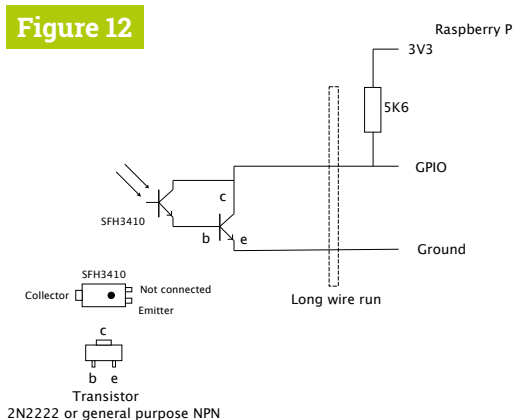 Figure 12
Raspberry P
3V3
5K6
GPIO
c
SFH3410
b e
Ground
SFH3410
Collector
Not connected
Emitter
Long wire run
c
b e
Transistor
2N2222 or general purpose NPN